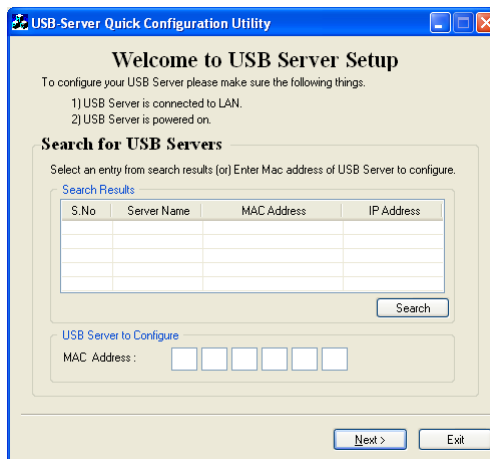 USB-Server Quick Configuration Utility
Welcome to USB Server Setup
To configure your USB Server please make sure the following things.
1) USB Server is connected to LAN.
2) USB Server is powered on.
Search for USB Servers
Select an entry from search results (or) Enter Mac address of USB Server to configure.
Search Results
S.No Server Name MAC Address IP Address
Search
USB Server to Configure
MAC Address :
Next >
Exit